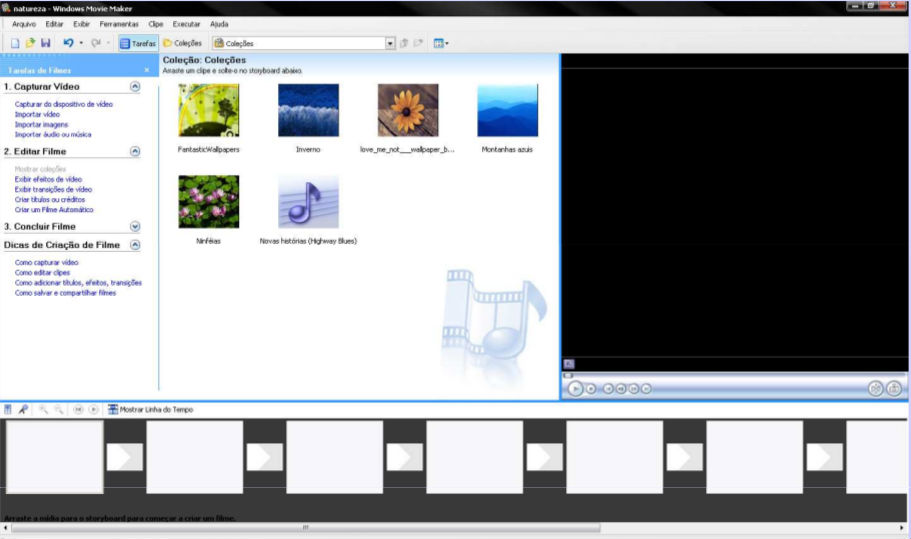 natureza - Windows Movie Maker
Arquivo Editar Exibir Ferramentas Clipe Executar Ajuda
Tarefas Coleções Coleções
Tarefas de Filmes
1. Capturar Vídeo
Capturar do dispositivo de vídeo
Importar vídeo
Importar imagens
Importar áudio ou música
2. Editar Filme
Mostrar coleções
Exibir efeitos de vídeo
Exibir transições de vídeo
Criar títulos ou créditos
Criar um Filme Automático
3. Concluir Filme
Dicas de Criação de Filme
Como capturar vídeo
Como editar clipes
Como adicionar títulos, efeitos, transições
Como salvar e compartilhar filmes
Coleção: Coleções
Arraste um clipe e solte-o no storyboard abaixo.
FantasticWallpapers Inverno love_me_not___wallpaper_b... Montanhas azuis
Ninféias Novas histórias (Highway Blues)
Mostrar Linha do Tempo
Arraste a mídia para o storyboard para começar a criar um filme.